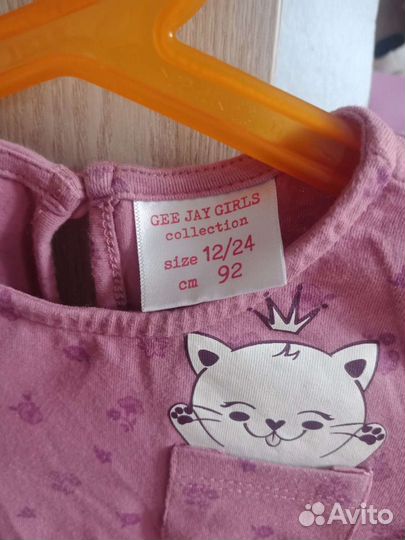 GEE JAY GIRLS
collection
size 12/24
cm 92
Avito